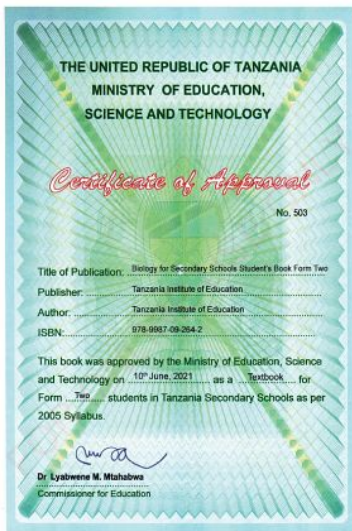 THE UNITED REPUBLIC OF TANZANIA
MINISTRY OF EDUCATION,
SCIENCE AND TECHNOLOGY
Certificate of Approval
No. 503
Title of Publication: Biology for Secondary Schools Student's Book Form Two
Publisher: Tanzania Institute of Education
Author: Tanzania Institute of Education
ISBN: 978-9987-09-264-2
This book was approved by the Ministry of Education, Science
and Technology on 10th June, 2021 as a Textbook for
Form Two students in Tanzania Secondary Schools as per
2005 Syllabus.
Dr Lyabwene M. Mtahabwa
Commissioner for Education